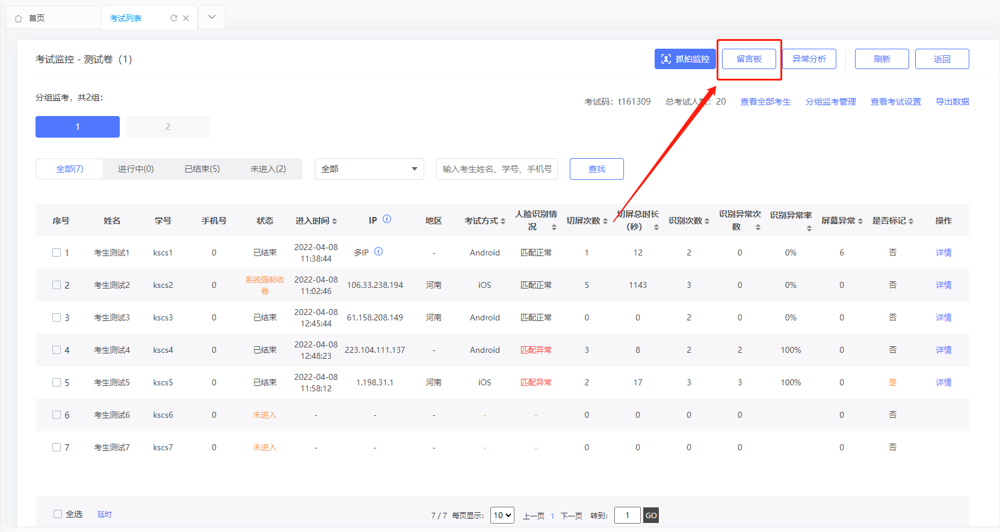 首页
考试列表
考试监控 - 测试卷（1）
抓拍监控
留言板
异常分析
刷新
返回
分组监考，共2组：
考试码：t161309 总考试人数：20 查看全部考生 分组监考管理 查看考试设置 导出数据
1
2
全部(7) 进行中(0) 已结束(5) 未进入(2)
全部
输入考生姓名、学号、手机号
查找
序号 姓名 学号 手机号 状态 进入时间 IP 地区 考试方式 人脸识别情况 切屏次数 切屏总时长（秒） 识别次数 识别异常次数 识别异常率 屏幕异常 是否标记 操作
1 考生测试1 kscs1 0 已结束 2022-04-08 11:38:44 多IP - Android 匹配正常 1 12 2 0 0% 6 否 详情
2 考生测试2 kscs2 0 系统强制收卷 2022-04-08 11:02:46 106.33.238.194 河南 iOS 匹配正常 5 1143 3 0 0% 0 否 详情
3 考生测试3 kscs3 0 已结束 2022-04-08 12:45:44 61.158.208.149 河南 Android 匹配正常 0 0 2 0 0% 0 否 详情
4 考生测试4 kscs4 0 已结束 2022-04-08 12:48:23 223.104.111.137 - Android 匹配异常 3 8 2 2 100% 0 否 详情
5 考生测试5 kscs5 0 已结束 2022-04-08 11:58:12 1.198.31.1 河南 iOS 匹配异常 2 17 3 3 100% 0 是 详情
6 考生测试6 kscs6 0 未进入 - - - - - 0 0 0 0 0 否
7 考生测试7 kscs7 0 未进入 - - - - - 0 0 0 0 0 否
全选 延时
7 / 7 每页显示: 10 上一页 1 下一页 转到: 1 GO